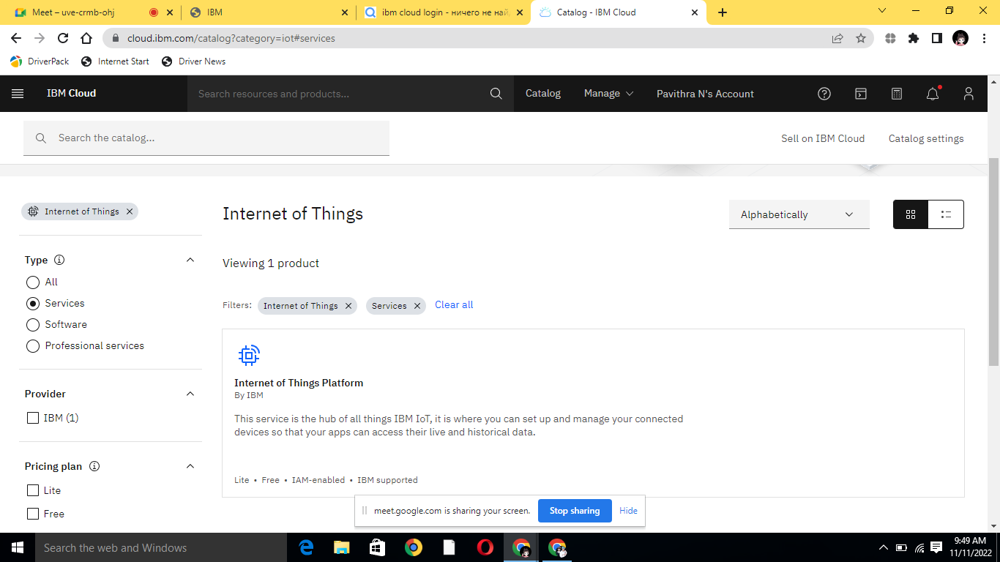 Meet – uve-crmb-ohj
IBM
ibm cloud login - ничего не най
Catalog - IBM Cloud
cloud.ibm.com/catalog?category=iot#services
DriverPack
Internet Start
Driver News
IBM Cloud
Search resources and products...
Catalog
Manage
Pavithra N's Account
Search the catalog...
Sell on IBM Cloud
Catalog settings
Internet of Things
Internet of Things
Alphabetically
Type
All
Services
Software
Professional services
Provider
IBM (1)
Pricing plan
Lite
Free
Viewing 1 product
Filters:
Internet of Things
Services
Clear all
Internet of Things Platform
By IBM
This service is the hub of all things IBM IoT, it is where you can set up and manage your connected
devices so that your apps can access their live and historical data.
Lite • Free • IAM-enabled • IBM supported
meet.google.com is sharing your screen.
Stop sharing
Hide
Search the web and Windows
9:49 AM
11/11/2022